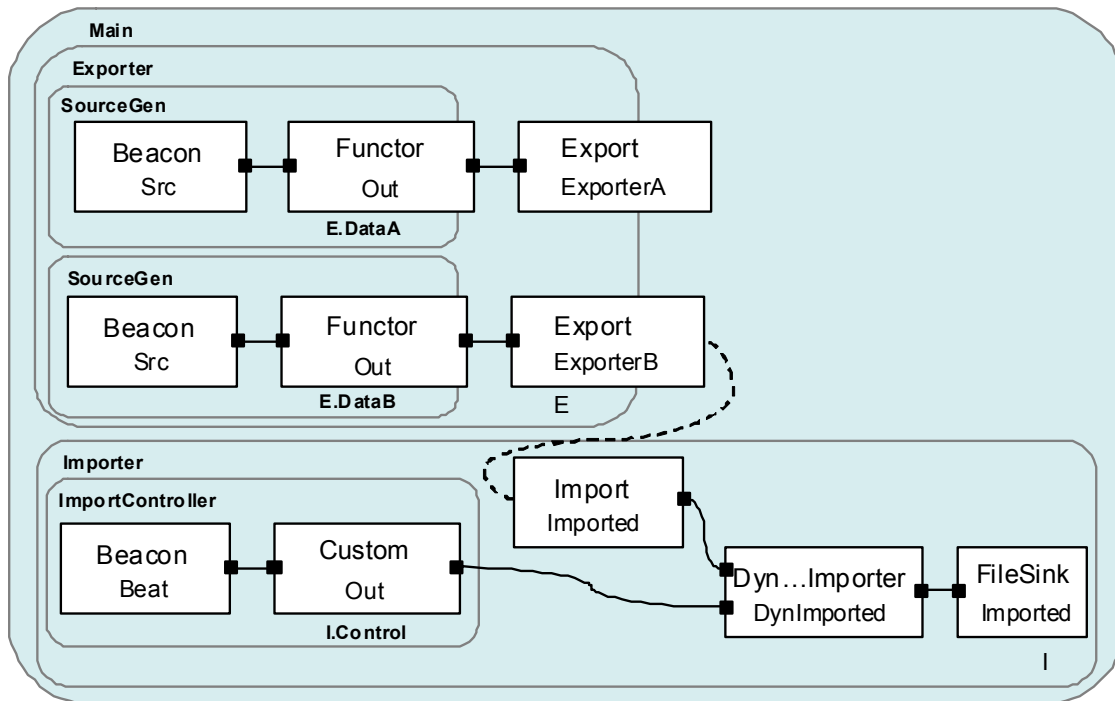 Main
Exporter
SourceGen
Beacon
Src
Functor
Out
Export
ExporterA
E.DataA
SourceGen
Beacon
Src
Functor
Out
Export
ExporterB
E.DataB
E
Importer
ImportController
Import
Imported
Beacon
Beat
Custom
Out
Dyn...Importer
DynImported
FileSink
Imported
I.Control
I